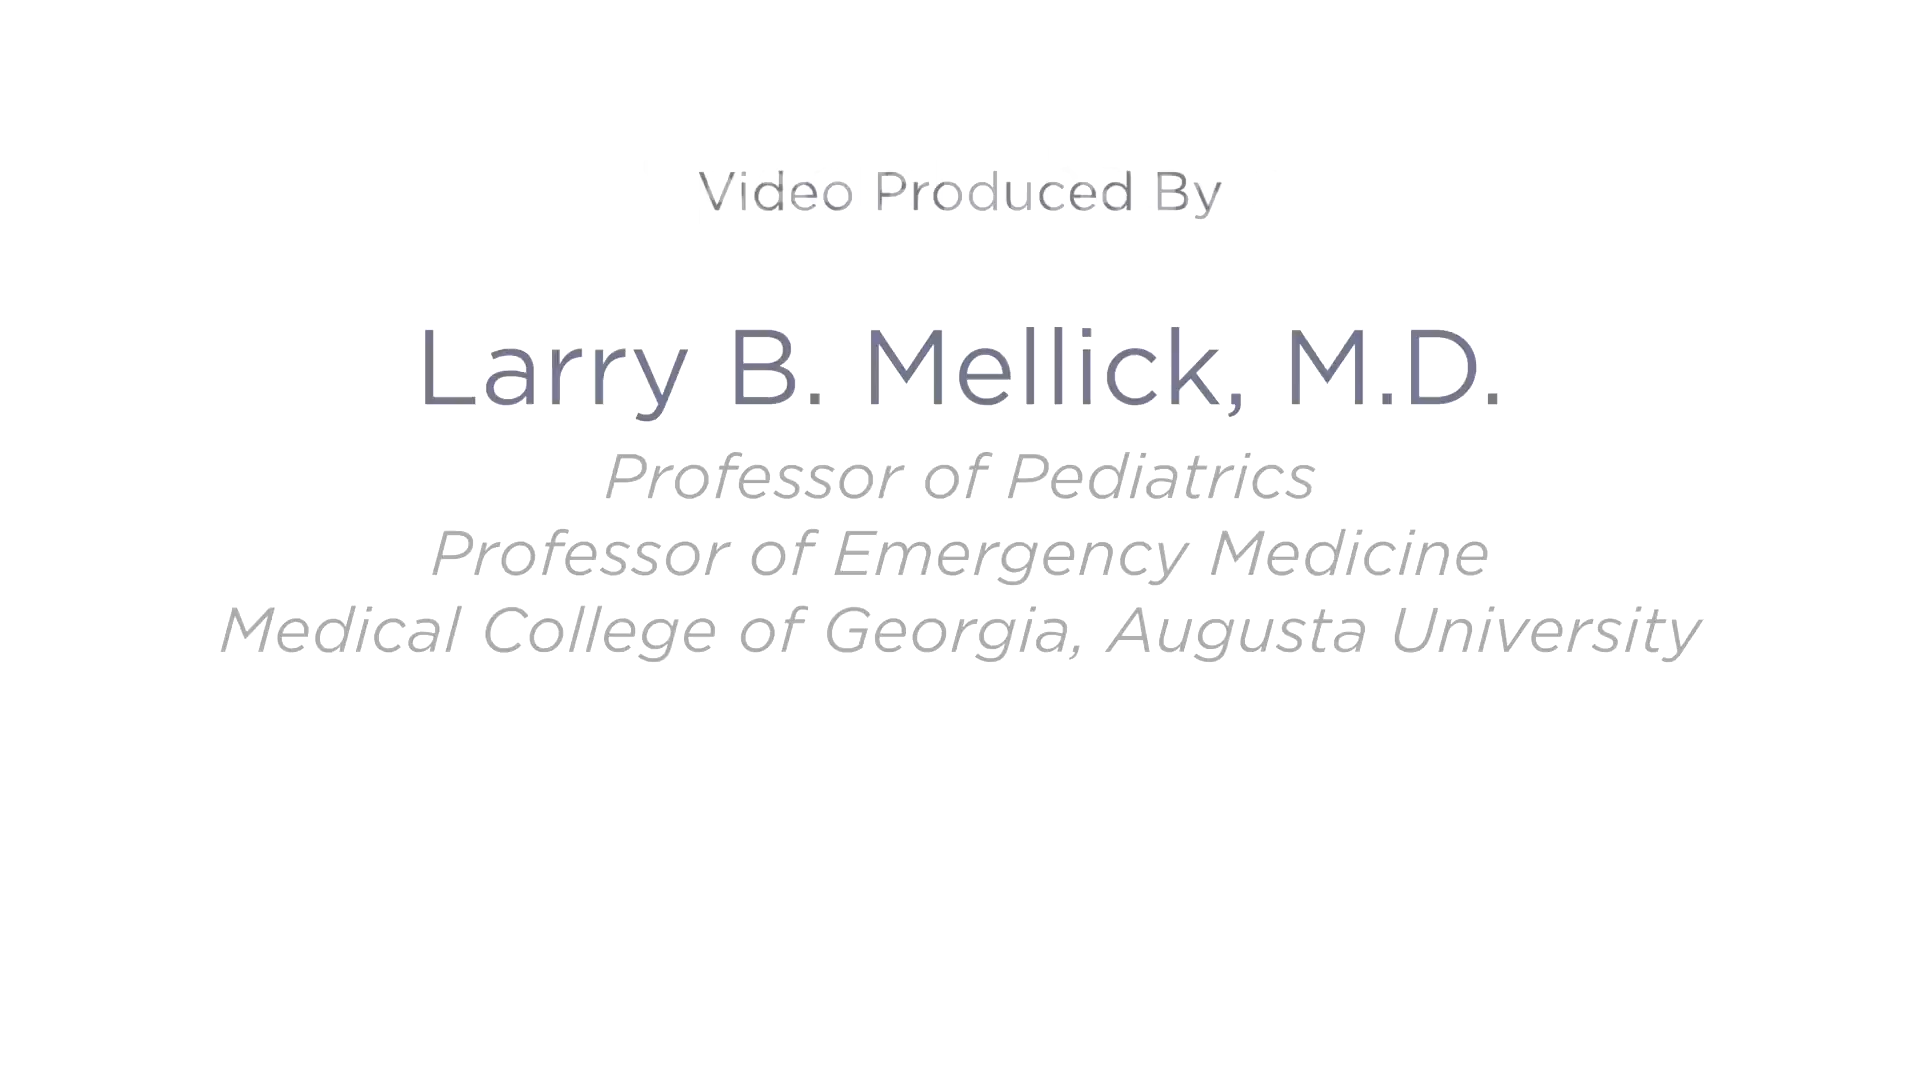 Video Produced By
Larry B. Mellick, M.D.
Professor of Pediatrics
Professor of Emergency Medicine
Medical College of Georgia, Augusta University